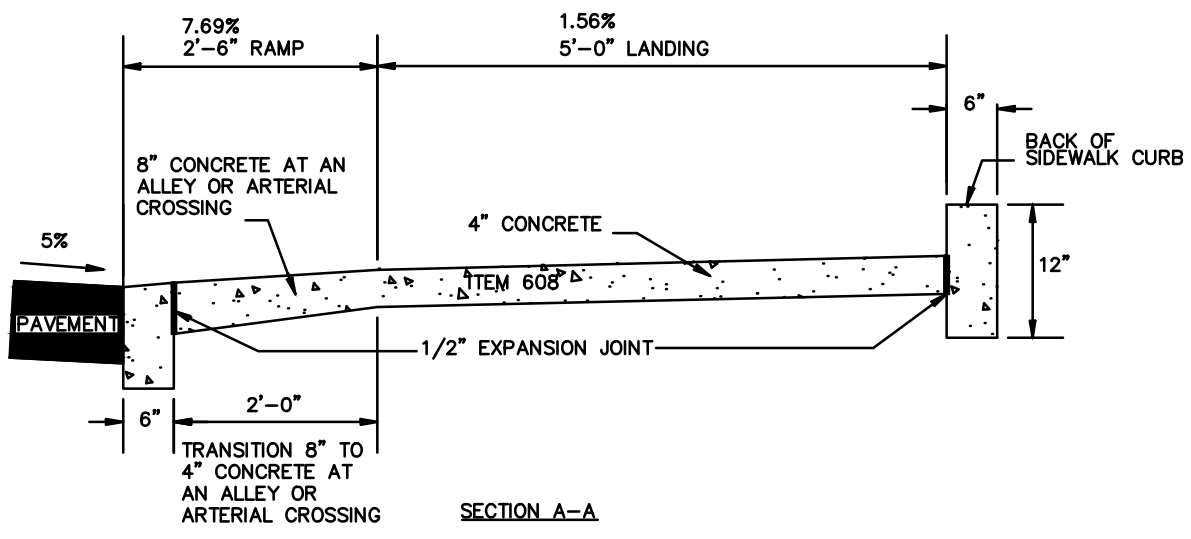 7.69%
2'-6" RAMP
1.56%
5'-0" LANDING
6"
BACK OF
SIDEWALK CURB
8" CONCRETE AT AN
ALLEY OR ARTERIAL
CROSSING
4" CONCRETE
5%
12"
ITEM 608
PAVEMENT
1/2" EXPANSION JOINT
6"
2'-0"
TRANSITION 8" TO
4" CONCRETE AT
AN ALLEY OR
ARTERIAL CROSSING
SECTION A-A